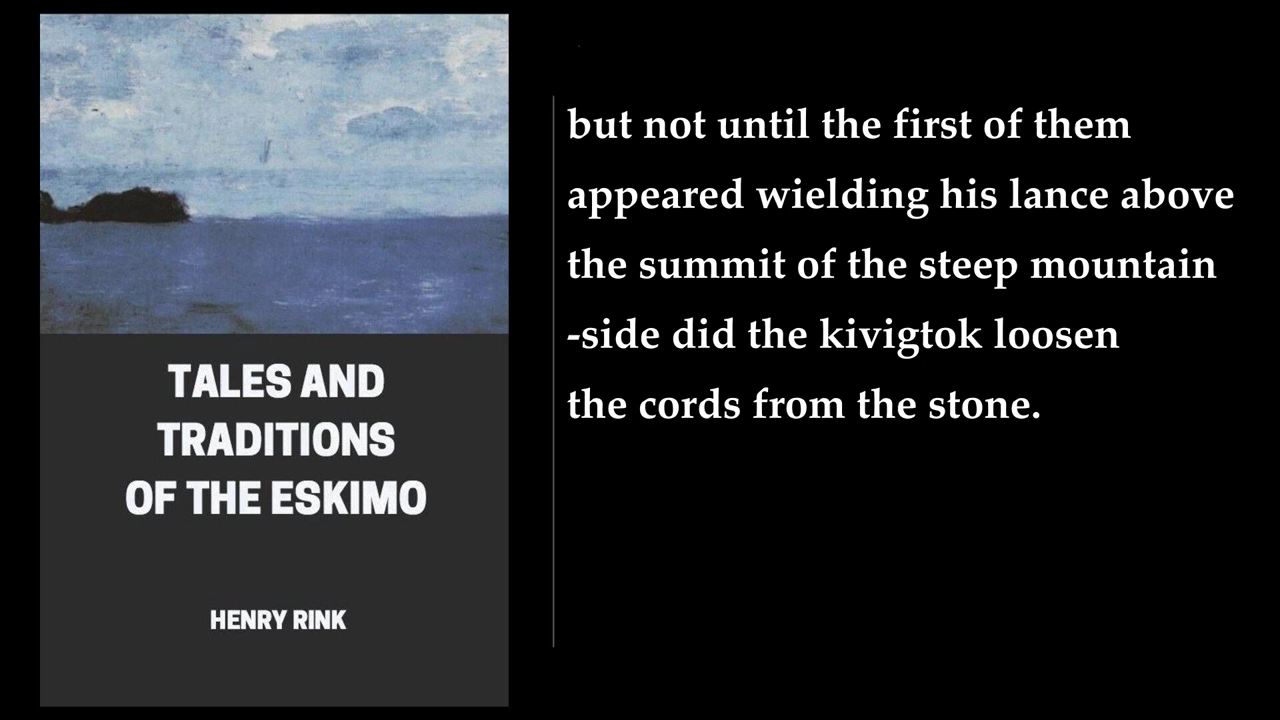 TALES AND
TRADITIONS
OF THE ESKIMO
HENRY RINK
but not until the first of them
appeared wielding his lance above
the summit of the steep mountain
-side did the kivigtok loosen
the cords from the stone.